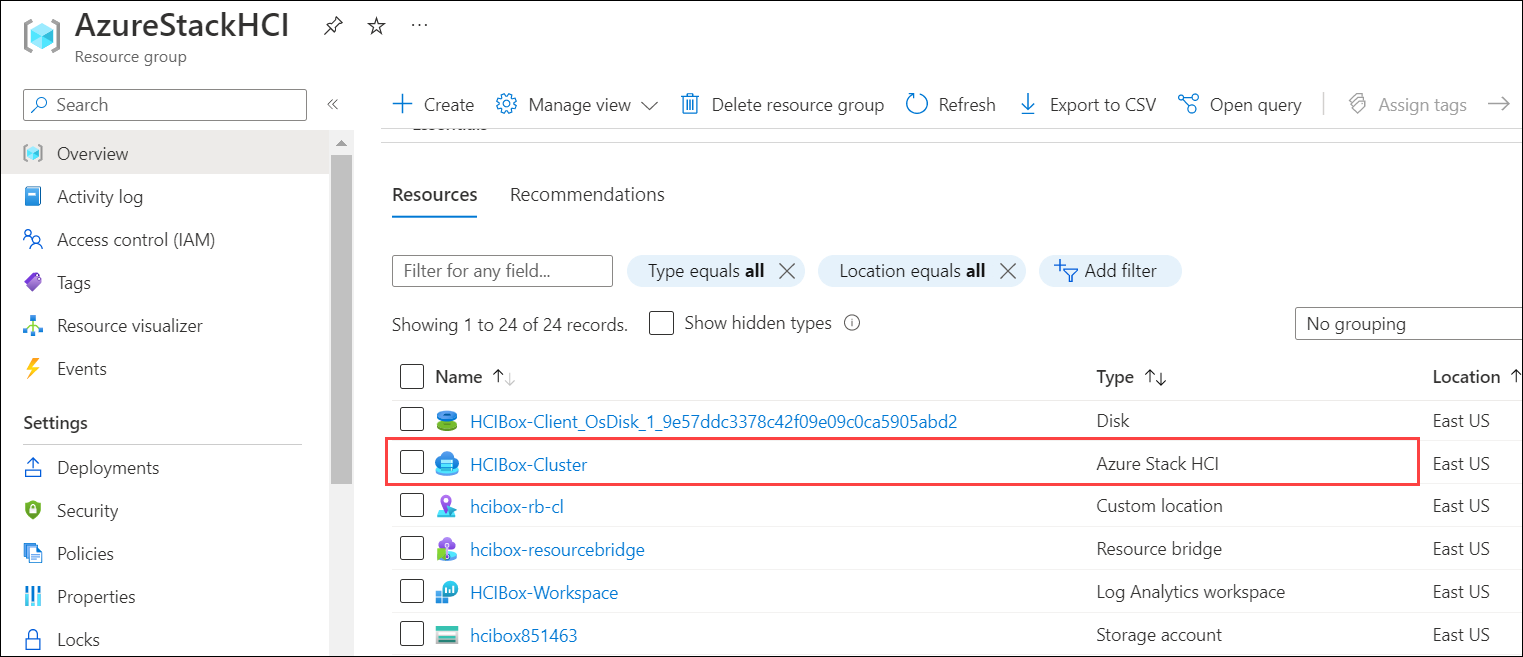 AzureStackHCI
Resource group
Search
Overview
Activity log
Access control (IAM)
Tags
Resource visualizer
Events
Settings
Deployments
Security
Policies
Properties
Locks
Create Manage view Delete resource group Refresh Export to CSV Open query Assign tags
Essentials
Resources Recommendations
Filter for any field... Type equals all Location equals all Add filter
Showing 1 to 24 of 24 records. Show hidden types No grouping
Name Type Location
HCIBox-Client_OsDisk_1_9e57ddc3378c42f09e09c0ca5905abd2 Disk East US
HCIBox-Cluster Azure Stack HCI East US
hcibox-rb-cl Custom location East US
hcibox-resourcebridge Resource bridge East US
HCIBox-Workspace Log Analytics workspace East US
hcibox851463 Storage account East US